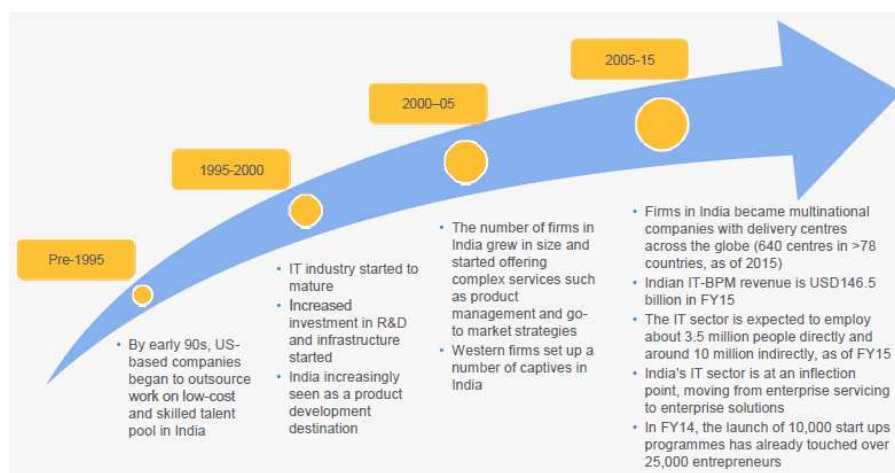 Pre-1995
By early 90s, US-
based companies
began to outsource
work on low-cost
and skilled talent
pool in India
1995-2000
IT industry started to
mature
Increased
investment in R&D
and infrastructure
started
India increasingly
seen as a product
development
destination
2000–05
The number of firms in
India grew in size and
started offering
complex services such
as product
management and go-
to market strategies
Western firms set up a
number of captives in
India
2005-15
Firms in India became multinational
companies with delivery centres
across the globe (640 centres in >78
countries, as of 2015)
Indian IT-BPM revenue is USD146.5
billion in FY15
The IT sector is expected to employ
about 3.5 million people directly and
around 10 million indirectly, as of FY15
India's IT sector is at an inflection
point, moving from enterprise servicing
to enterprise solutions
In FY14, the launch of 10,000 start ups
programmes has already touched over
25,000 entrepreneurs